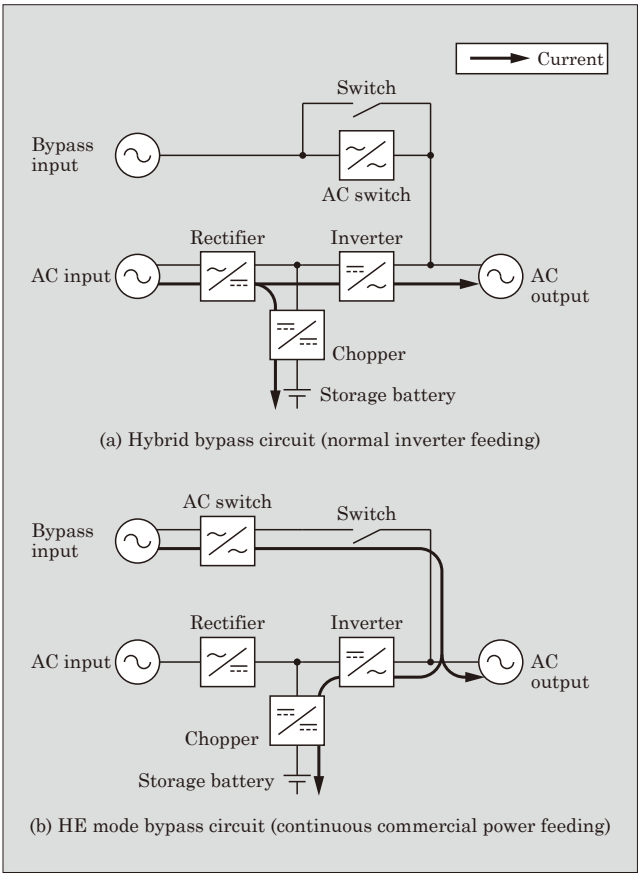 Current
Switch
Bypass
input
AC switch
Rectifier
Inverter
AC input
AC
output
Chopper
Storage battery
(a) Hybrid bypass circuit (normal inverter feeding)
AC switch
Switch
Bypass
input
Rectifier
Inverter
AC input
AC
output
Chopper
Storage battery
(b) HE mode bypass circuit (continuous commercial power feeding)